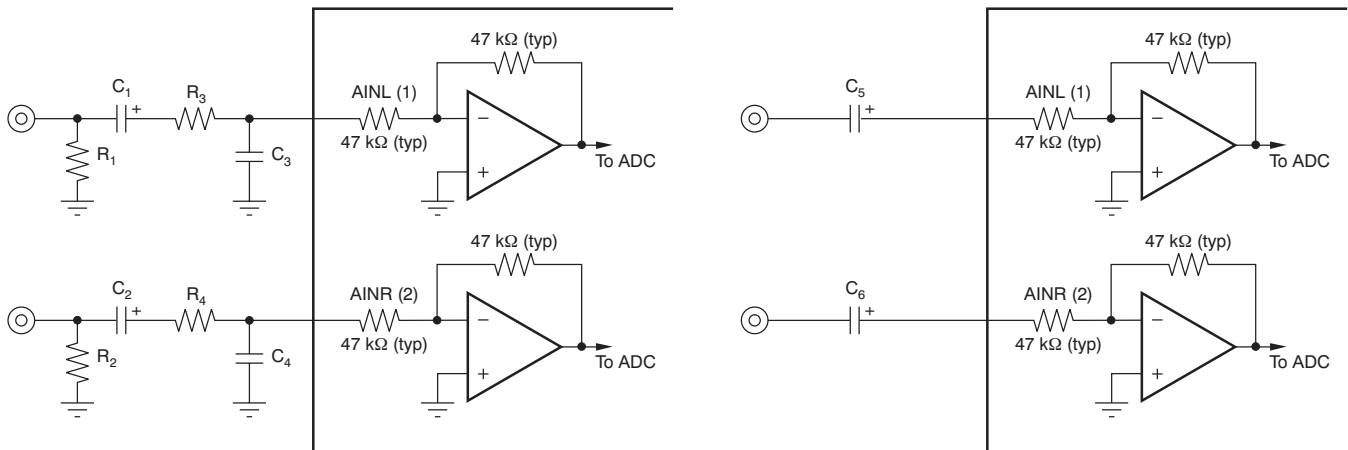 47 kΩ (typ)
C₁
+
R₃
AINL (1)
47 kΩ (typ)
R₁
C₃
−
+
To ADC
47 kΩ (typ)
C₂
+
R₄
AINR (2)
47 kΩ (typ)
R₂
C₄
−
+
To ADC
47 kΩ (typ)
C₅
+
AINL (1)
47 kΩ (typ)
−
+
To ADC
47 kΩ (typ)
C₆
+
AINR (2)
47 kΩ (typ)
−
+
To ADC